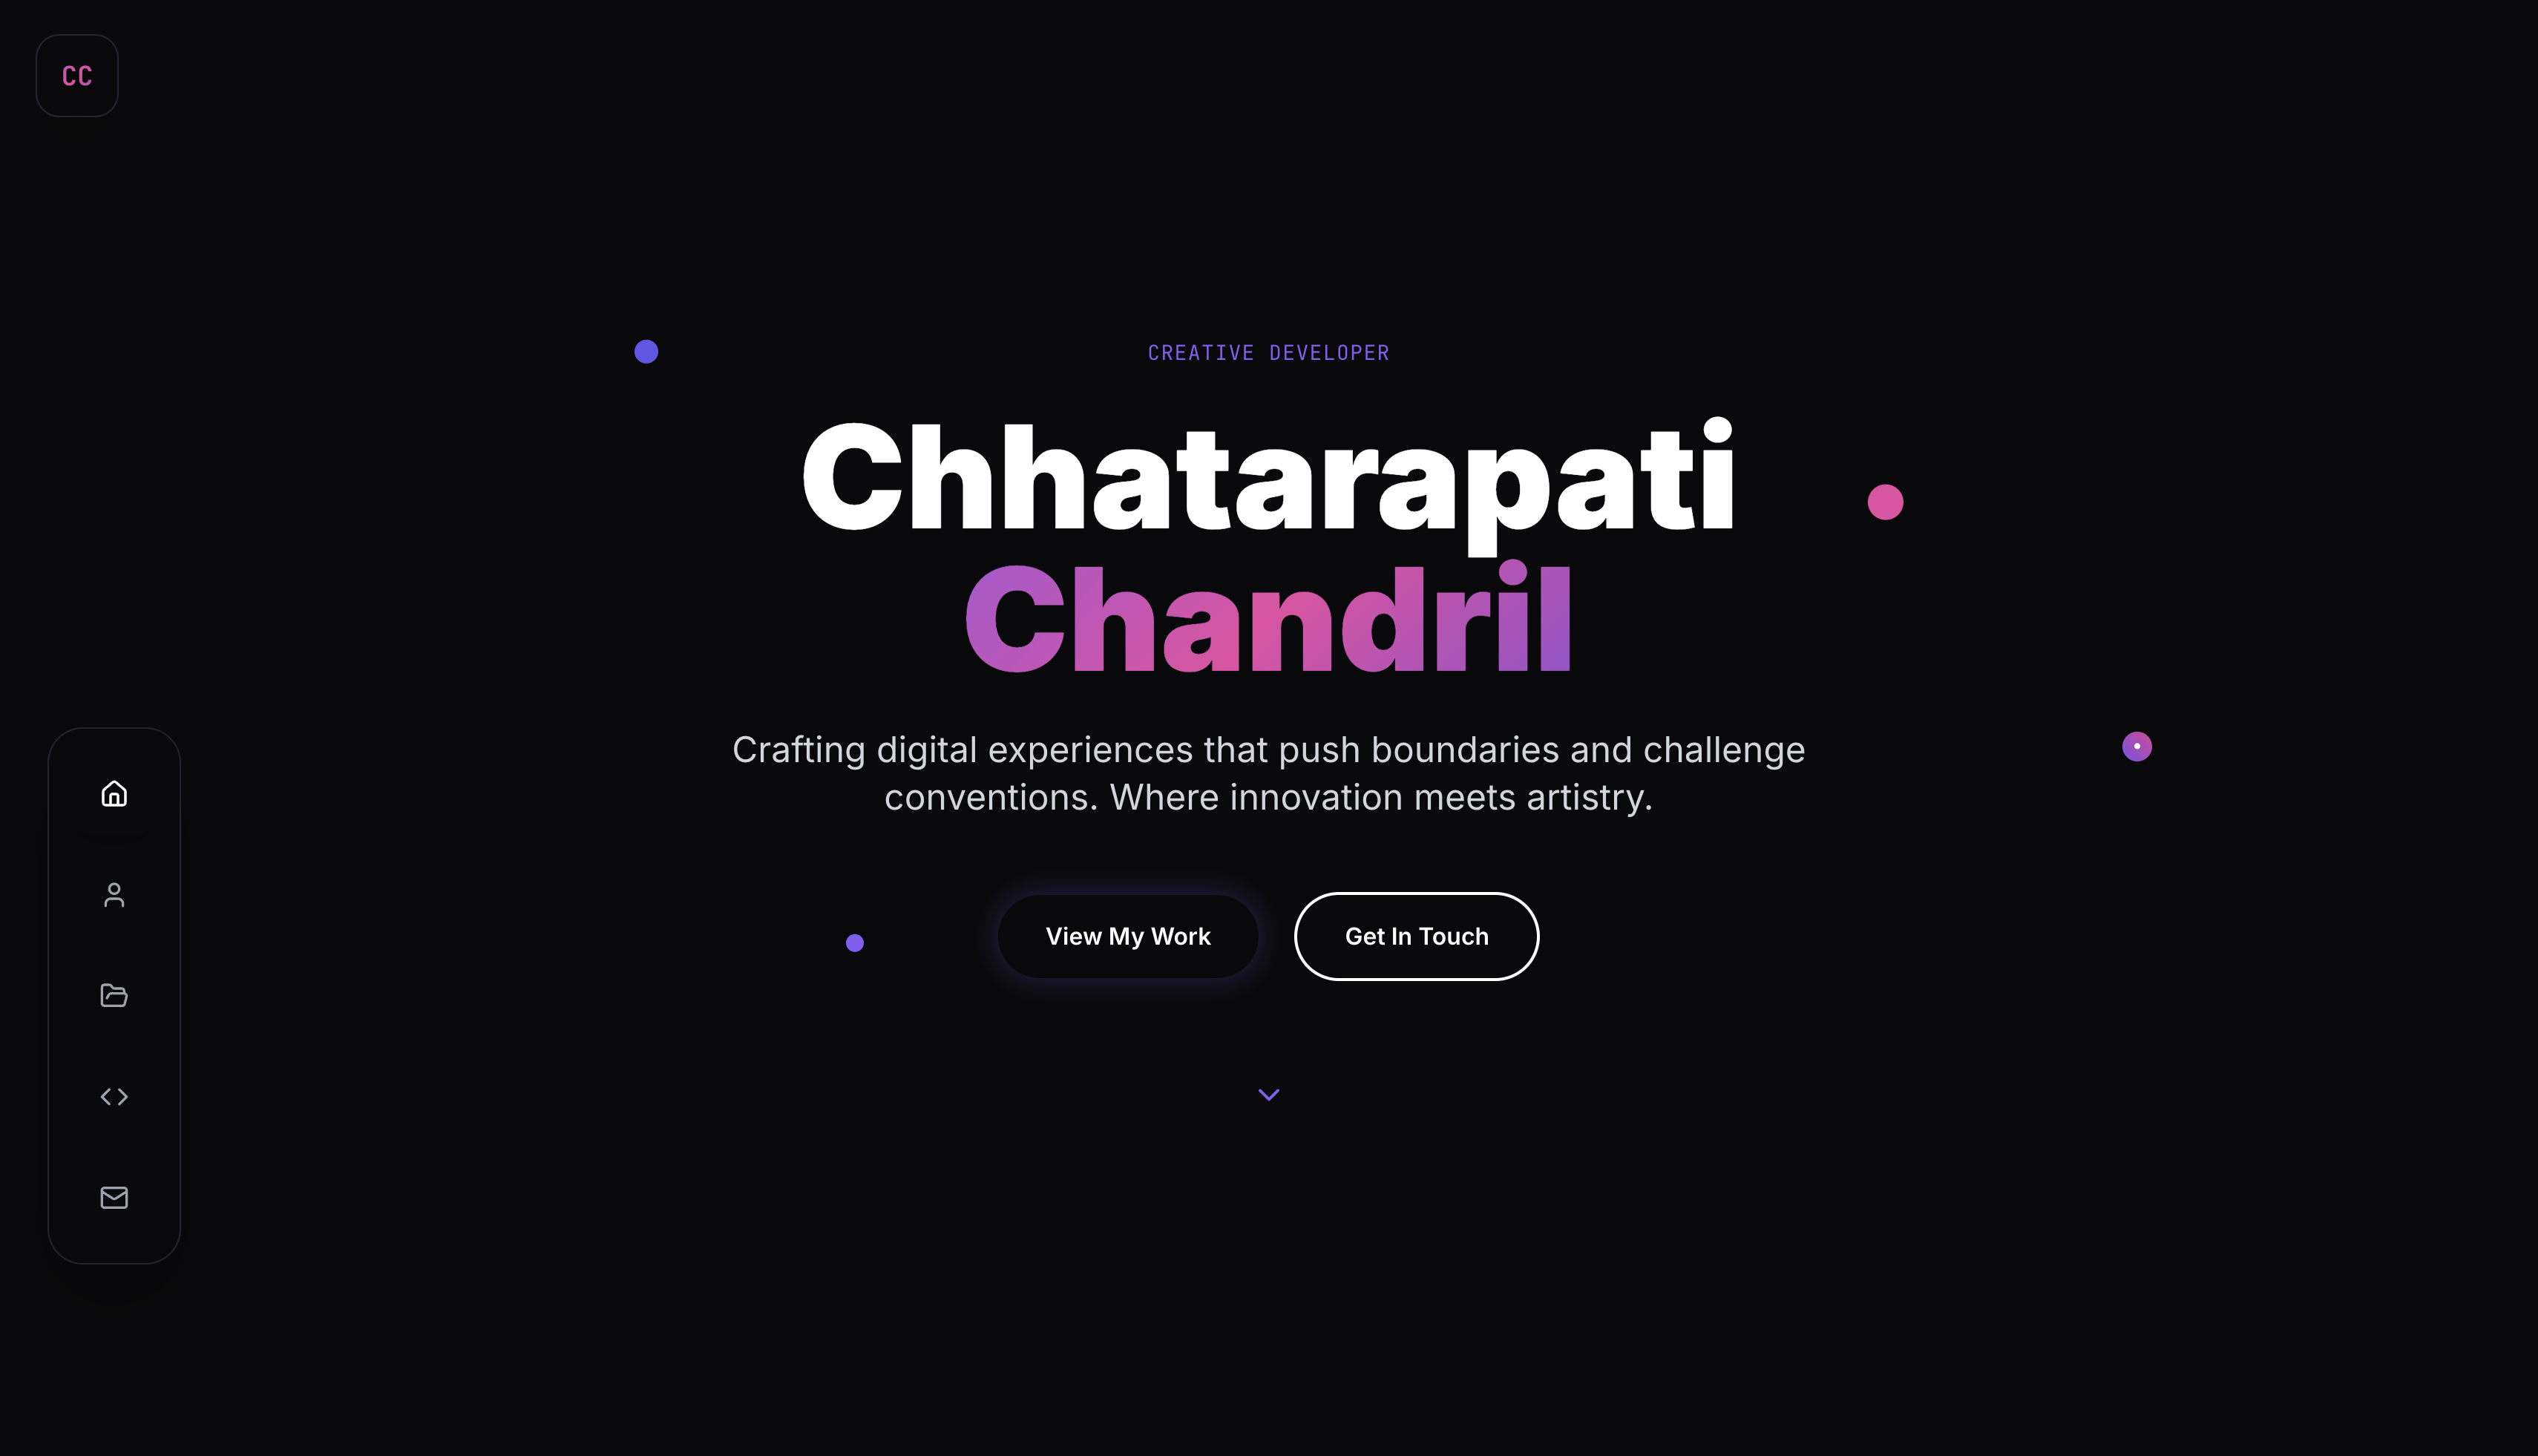 CC
CREATIVE DEVELOPER
Chhatarapati
Chandril
Crafting digital experiences that push boundaries and challenge
conventions. Where innovation meets artistry.
View My Work
Get In Touch